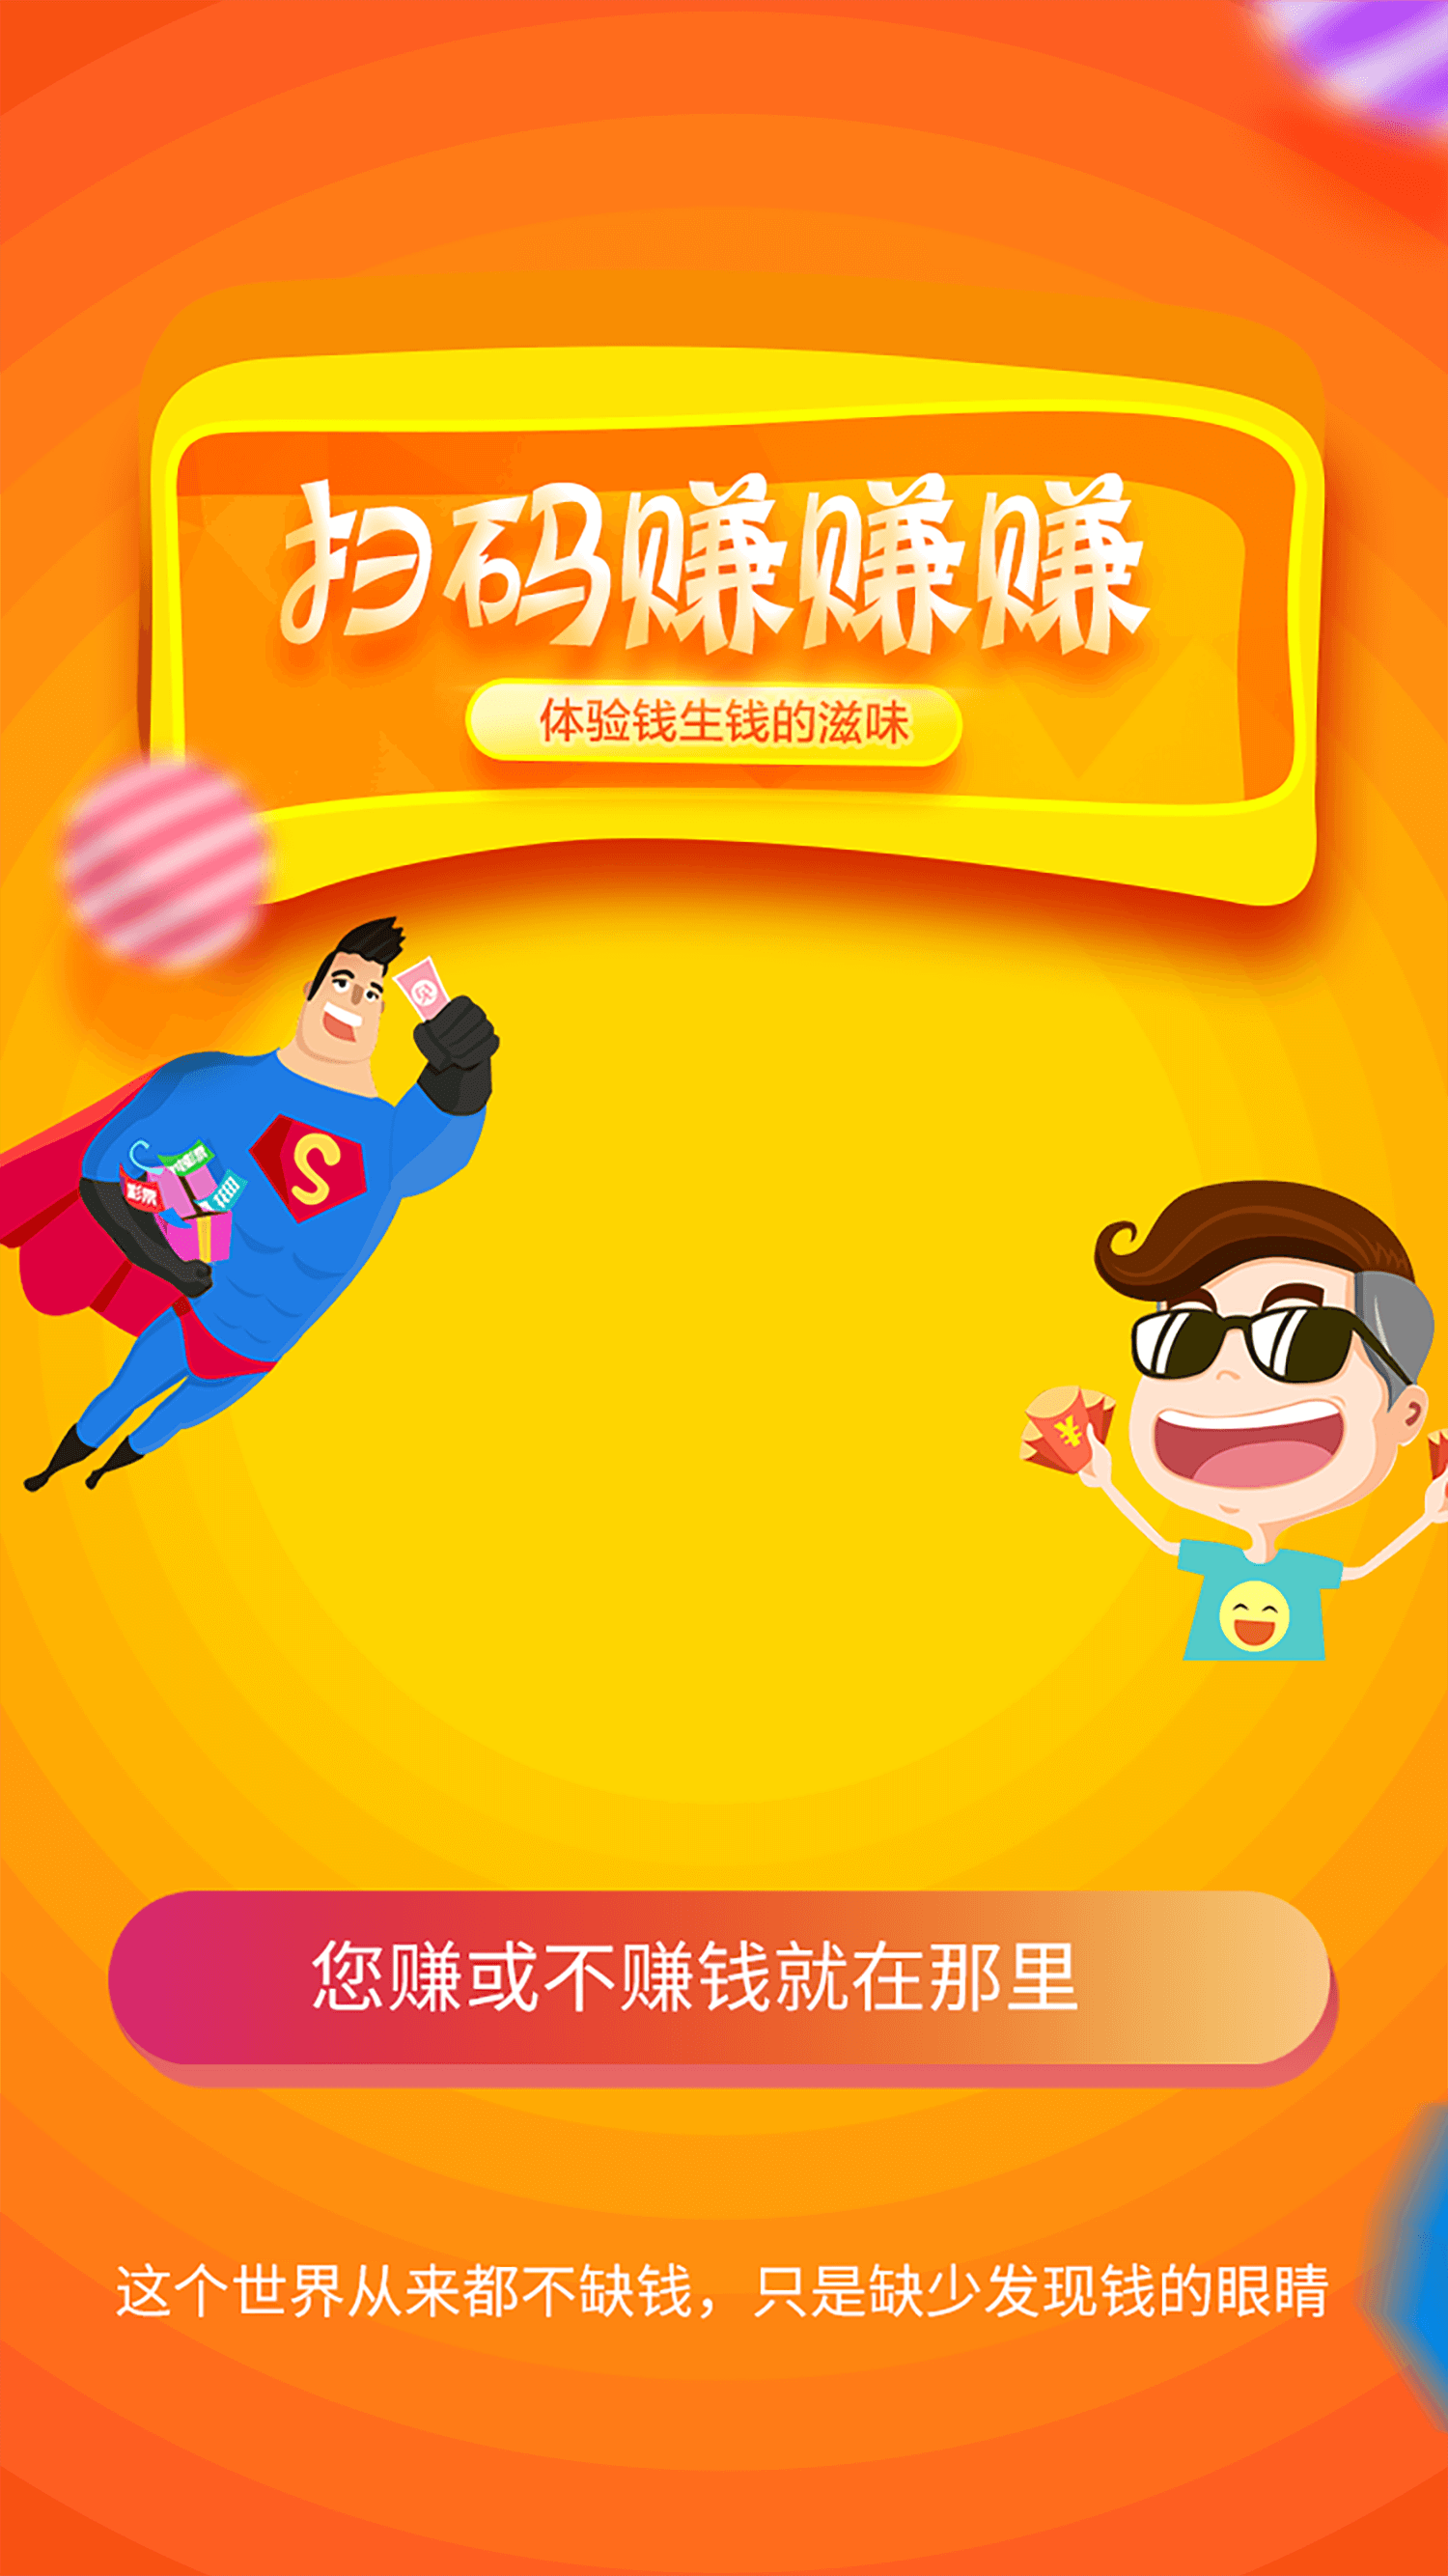 扫码赚赚赚
体验钱生钱的滋味
S
¥
您赚或不赚钱就在那里
这个世界从来都不缺钱，只是缺少发现钱的眼睛